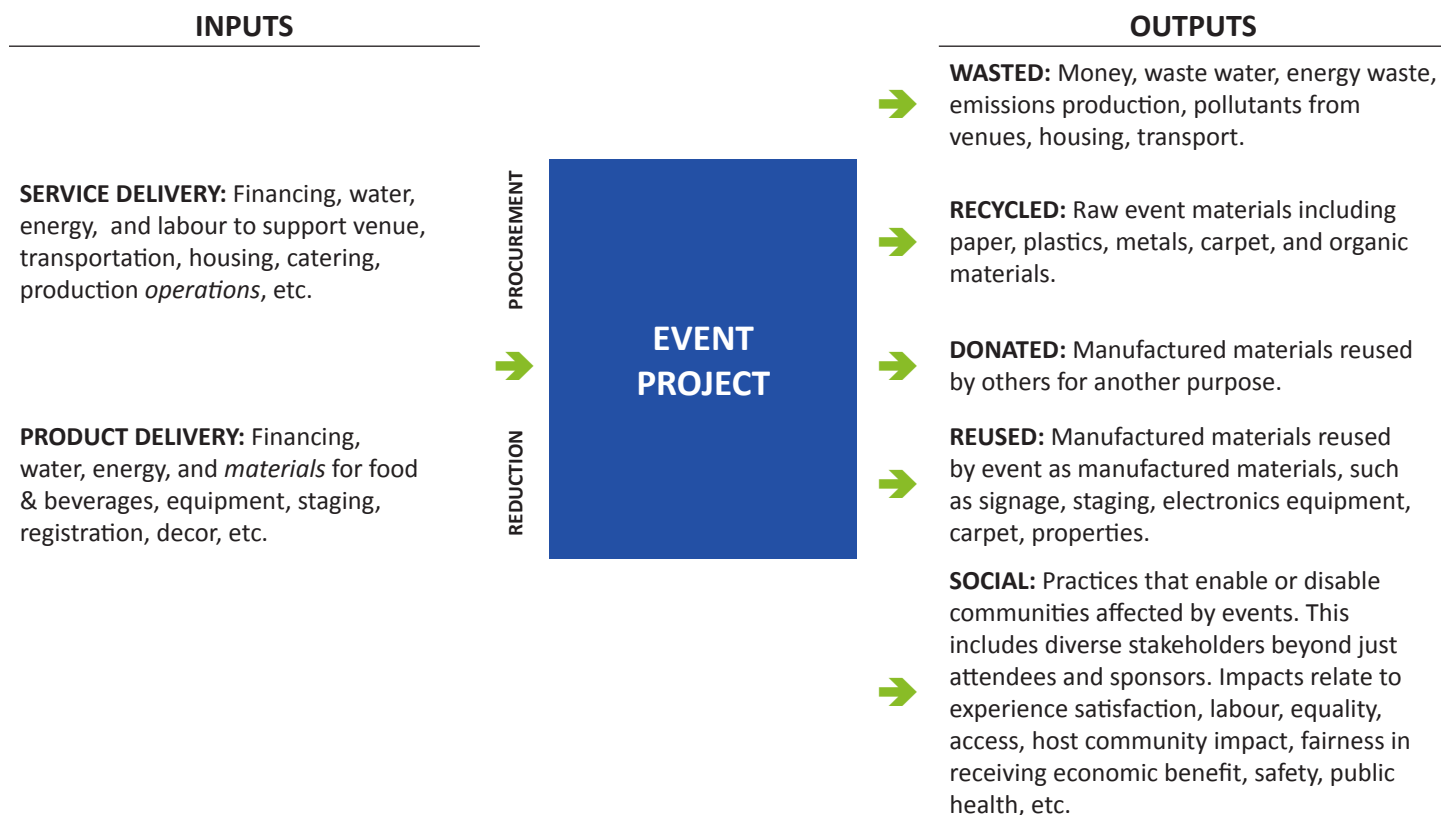 INPUTS
SERVICE DELIVERY: Financing, water,
energy,  and labour to support venue,
transportation, housing, catering,
production operations, etc.
PRODUCT DELIVERY: Financing,
water, energy, and materials for food
& beverages, equipment, staging,
registration, decor, etc.
PROCUREMENT
REDUCTION
EVENT
PROJECT
OUTPUTS
WASTED: Money, waste water, energy waste,
emissions production, pollutants from
venues, housing, transport.
RECYCLED: Raw event materials including
paper, plastics, metals, carpet, and organic
materials.
DONATED: Manufactured materials reused
by others for another purpose.
REUSED: Manufactured materials reused
by event as manufactured materials, such
as signage, staging, electronics equipment,
carpet, properties.
SOCIAL: Practices that enable or disable
communities affected by events. This
includes diverse stakeholders beyond just
attendees and sponsors. Impacts relate to
experience satisfaction, labour, equality,
access, host community impact, fairness in
receiving economic benefit, safety, public
health, etc.